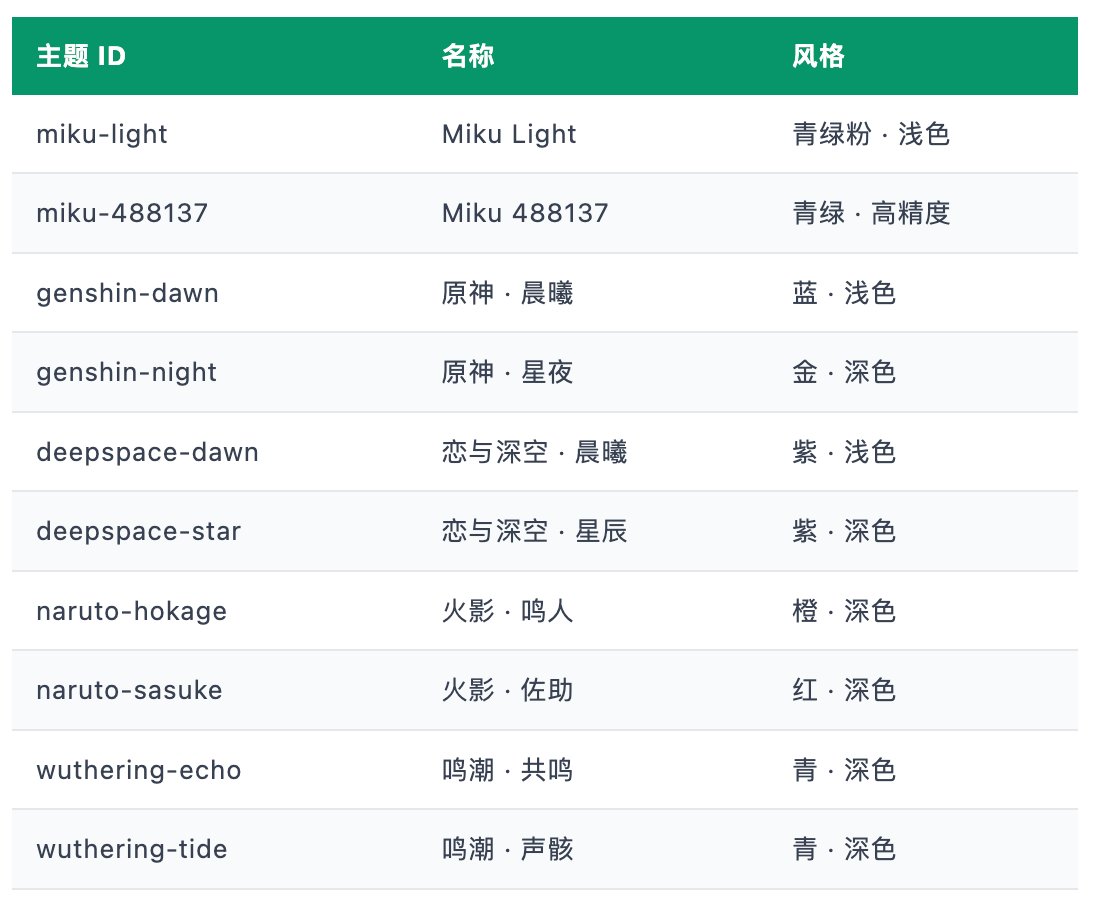 主题 ID 名称 风格
miku-light Miku Light 青绿粉 · 浅色
miku-488137 Miku 488137 青绿 · 高精度
genshin-dawn 原神 · 晨曦 蓝 · 浅色
genshin-night 原神 · 星夜 金 · 深色
deepspace-dawn 恋与深空 · 晨曦 紫 · 浅色
deepspace-star 恋与深空 · 星辰 紫 · 深色
naruto-hokage 火影 · 鸣人 橙 · 深色
naruto-sasuke 火影 · 佐助 红 · 深色
wuthering-echo 鸣潮 · 共鸣 青 · 深色
wuthering-tide 鸣潮 · 声骸 青 · 深色